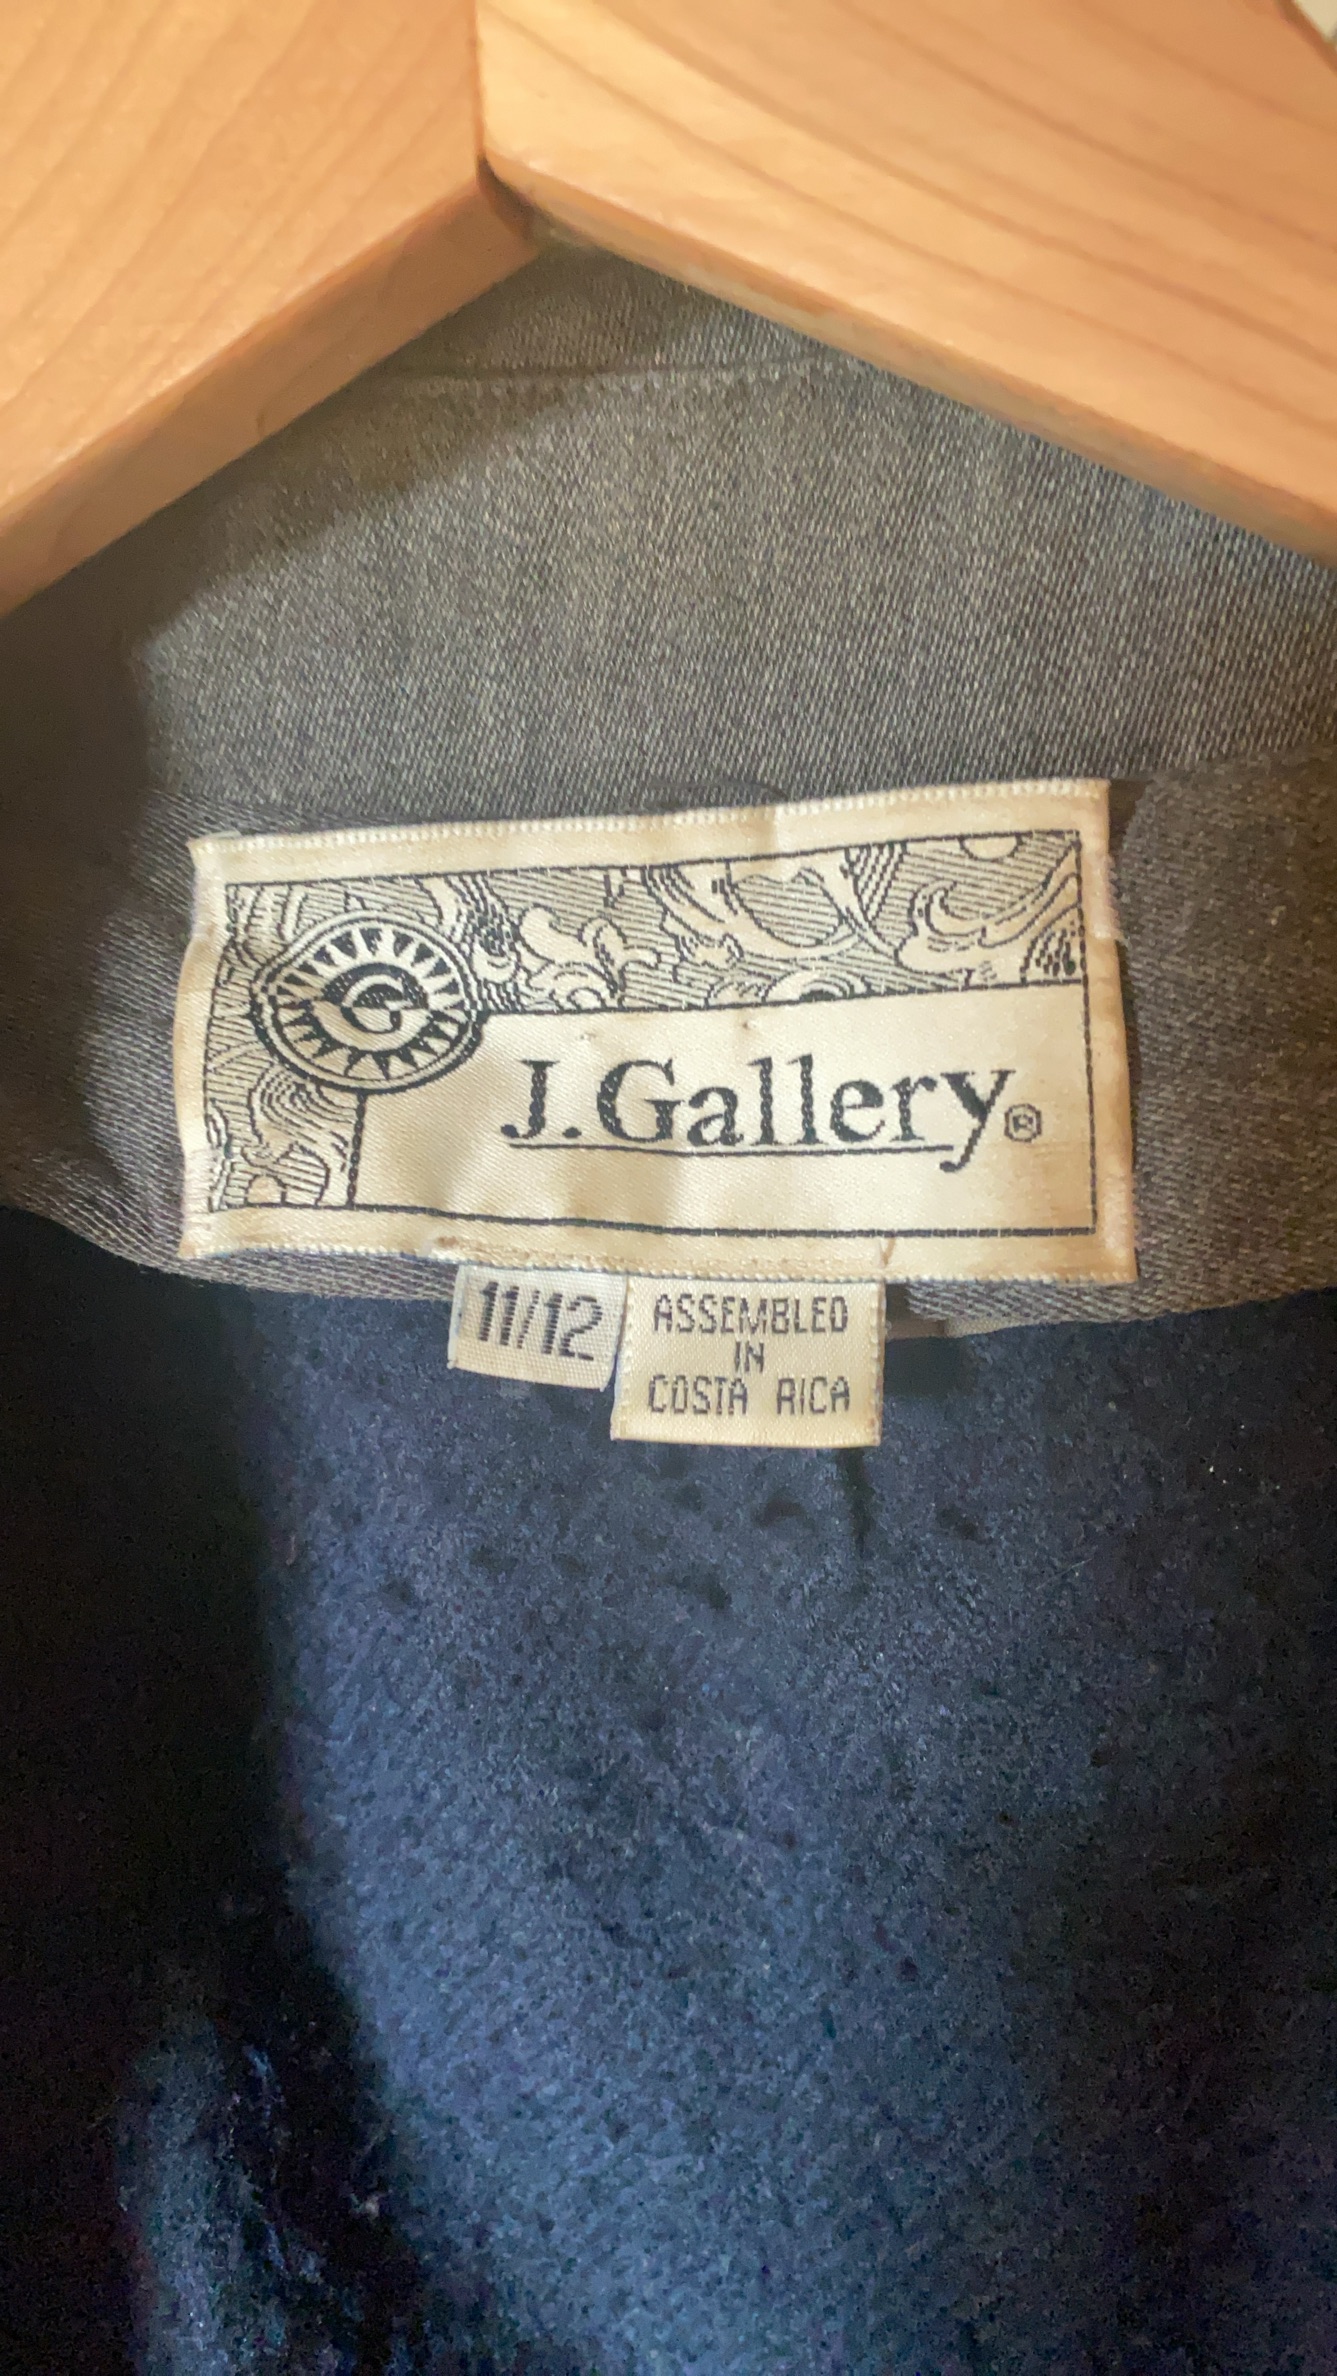 G
J.Gallery®
11/12
ASSEMBLED
IN
COSTA RICA